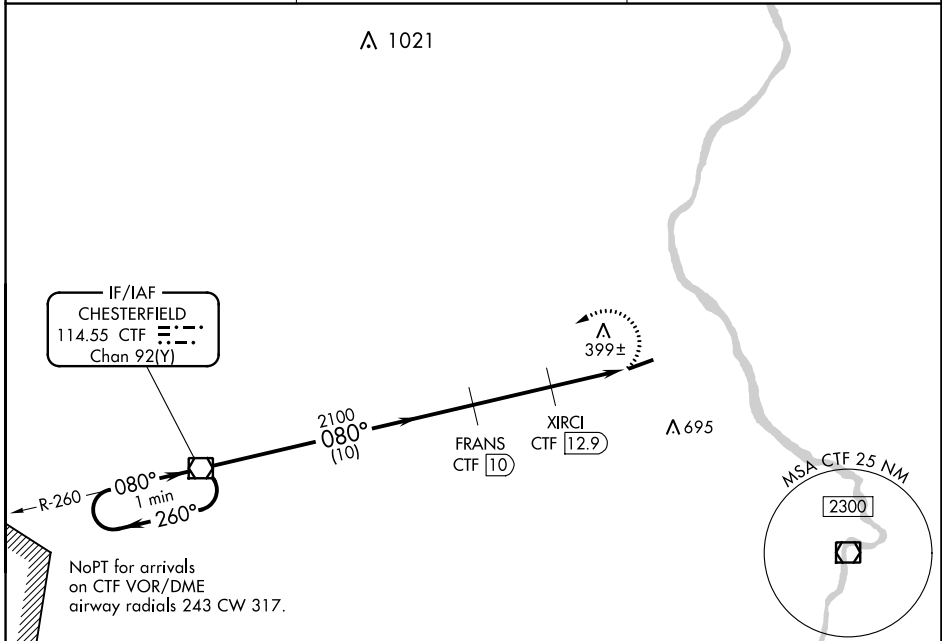 1021
IF/IAF
CHESTERFIELD
114.55 CTF
Chan 92(Y)
399±
2100
080°
(10)
FRANS
CTF 10
XIRCI
CTF 12.9
695
R-260
080°
1 min
260°
NoPT for arrivals
on CTF VOR/DME
airway radials 243 CW 317.
MSA CTF 25 NM
2300